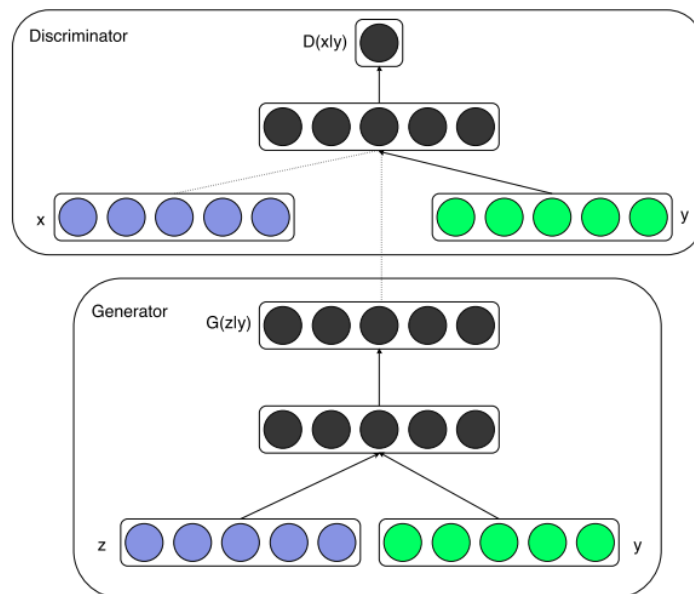 Discriminator
D(x|y)
x
y
Generator
G(z|y)
z
y